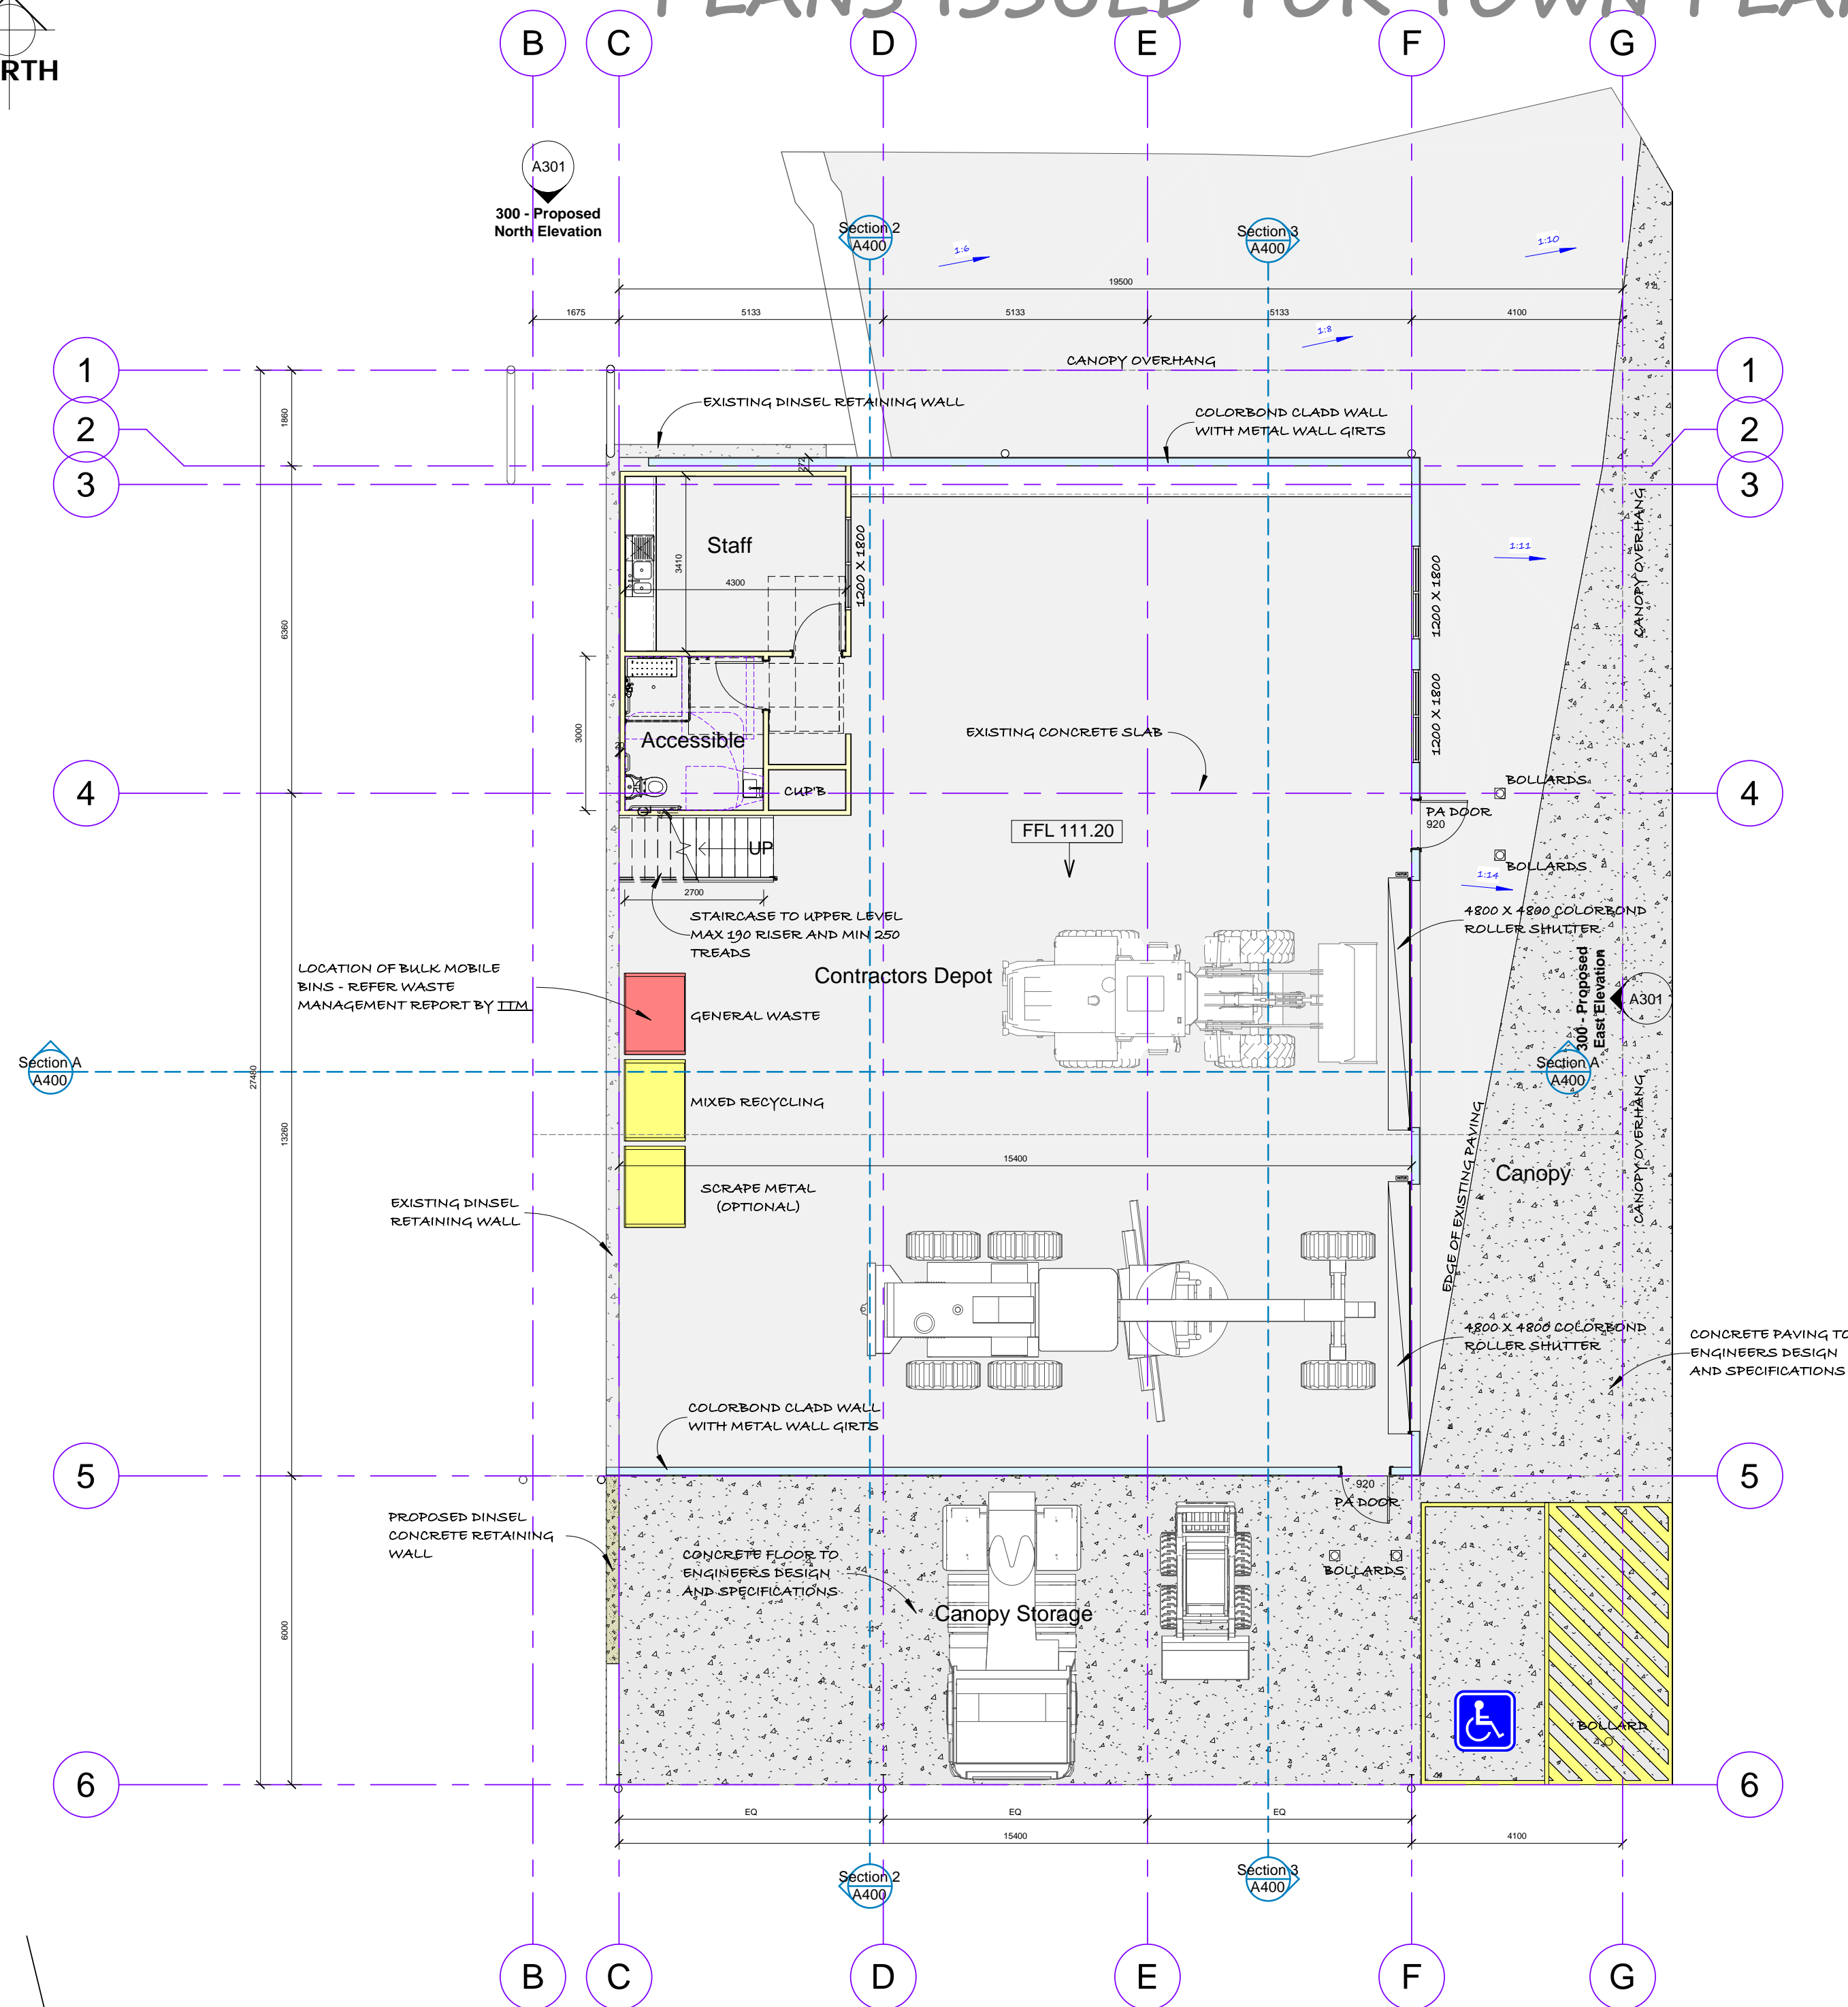 PLANS ISSUED FOR TOWN PLA
RTH
B
C
D
E
F
G
A301
300 - Proposed
North Elevation
Section 2
A400
Section 3
A400
1:6
1:10
19500
1675
5133
5133
5133
4100
1:8
1
CANOPY OVERHANG
1
EXISTING DINSEL RETAINING WALL
COLORBOND CLADD WALL
WITH METAL WALL GIRTS
1860
2
2
272
3
3
Staff
3410
4300
1200 X 1800
1200 X 1800
1:11
CANOPY OVERHANG
6360
3000
Accessible
1200 X 1800
EXISTING CONCRETE SLAB
4
CUP'B
BOLLARDS
4
PA DOOR
920
FFL 111.20
UP
BOLLARDS
1:14
2700
STAIRCASE TO UPPER LEVEL
MAX 190 RISER AND MIN 250
TREADS
4800 X 4800 COLORBOND
ROLLER SHUTTER
LOCATION OF BULK MOBILE
BINS - REFER WASTE
MANAGEMENT REPORT BY TTM
Contractors Depot
300 - Proposed
East Elevation
A301
GENERAL WASTE
Section A
A400
27480
Section A
A400
MIXED RECYCLING
13260
15400
EDGE OF EXISTING PAVING
Canopy
CANOPY OVERHANG
SCRAPE METAL
(OPTIONAL)
EXISTING DINSEL
RETAINING WALL
4800 X 4800 COLORBOND
ROLLER SHUTTER
CONCRETE PAVING TO
ENGINEERS DESIGN
AND SPECIFICATIONS
COLORBOND CLADD WALL
WITH METAL WALL GIRTS
5
5
920
PA DOOR
PROPOSED DINSEL
CONCRETE RETAINING
WALL
CONCRETE FLOOR TO
ENGINEERS DESIGN
AND SPECIFICATIONS
BOLLARDS
Canopy Storage
6000
BOLLARD
6
6
EQ
EQ
EQ
15400
4100
Section 2
A400
Section 3
A400
B
C
D
E
F
G